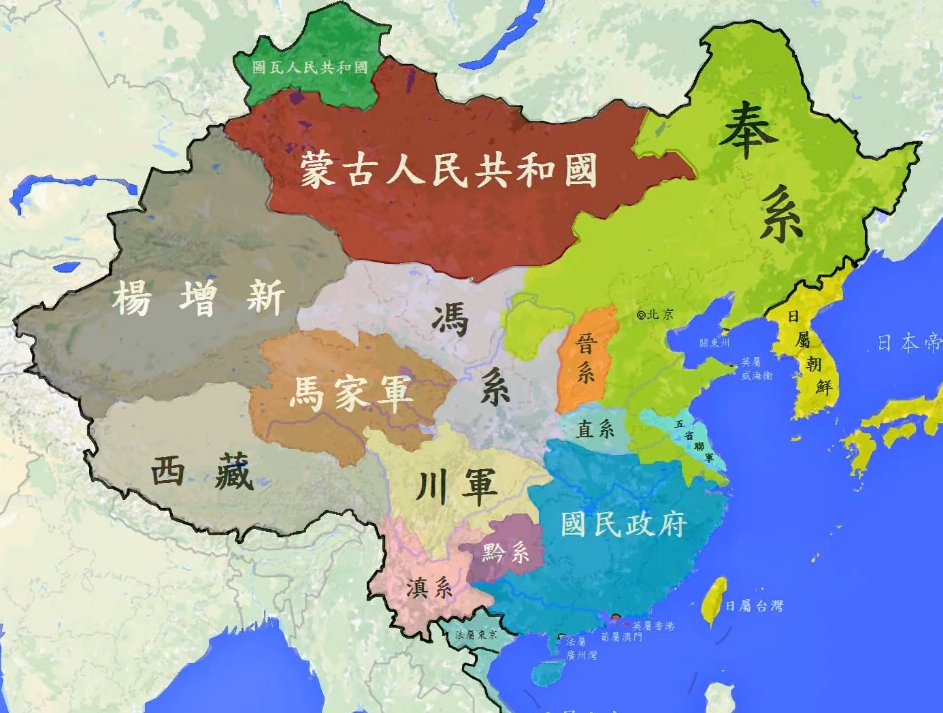 圖瓦人民共和國
奉系
蒙古人民共和國
楊增新
馮系
北京
晉系
關東州
日屬朝鮮
日本帝
英屬
威海衛
馬家軍
直系
五省聯軍
西藏
川軍
國民政府
黔系
滇系
日屬台灣
英屬香港
葡屬澳門
法屬東京
法屬
廣州灣